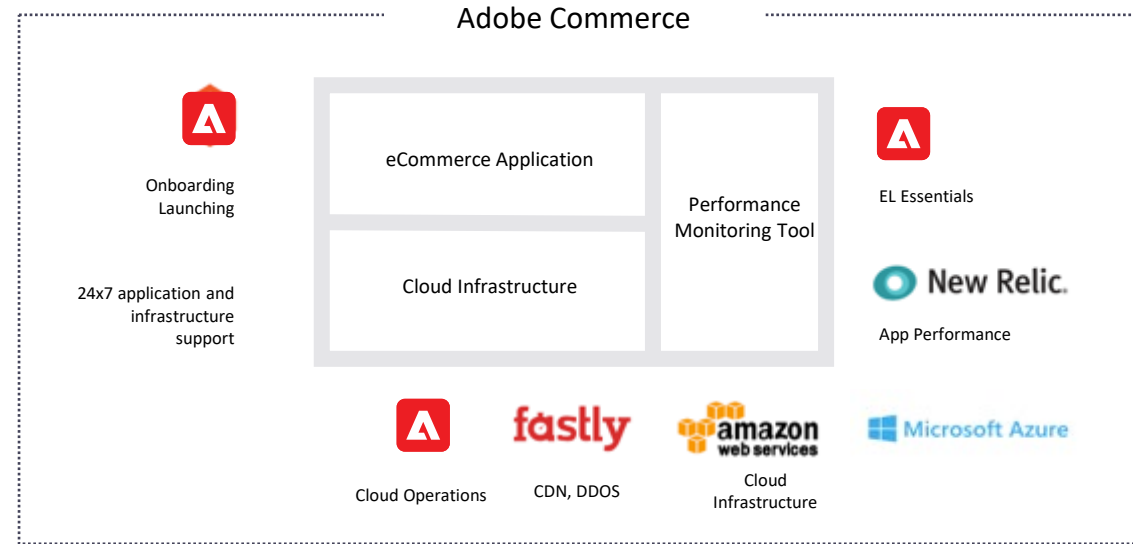 Adobe Commerce
Onboarding
Launching
24x7 application and
infrastructure
support
eCommerce Application
Cloud Infrastructure
Performance
Monitoring Tool
EL Essentials
New Relic.
App Performance
Cloud Operations
fastly
CDN, DDOS
amazon
web services
Cloud
Infrastructure
Microsoft Azure